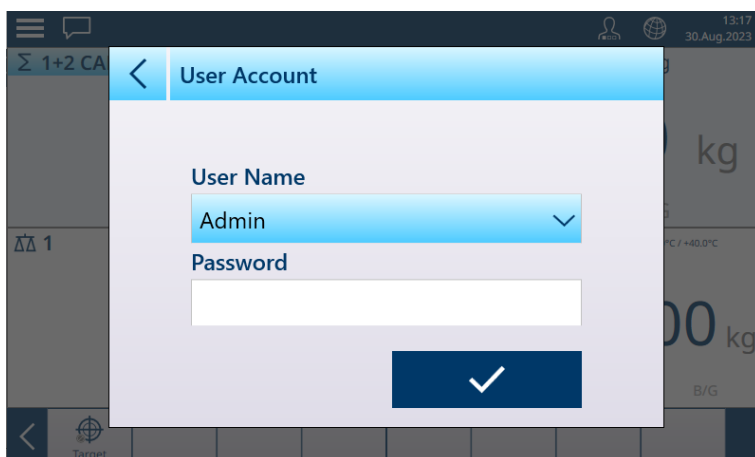 13:17
30.Aug.2023
Σ 1+2 CA
User Account
kg
User Name
Admin
Password
1
°C / +40,0°C
00 kg
B/G
Target